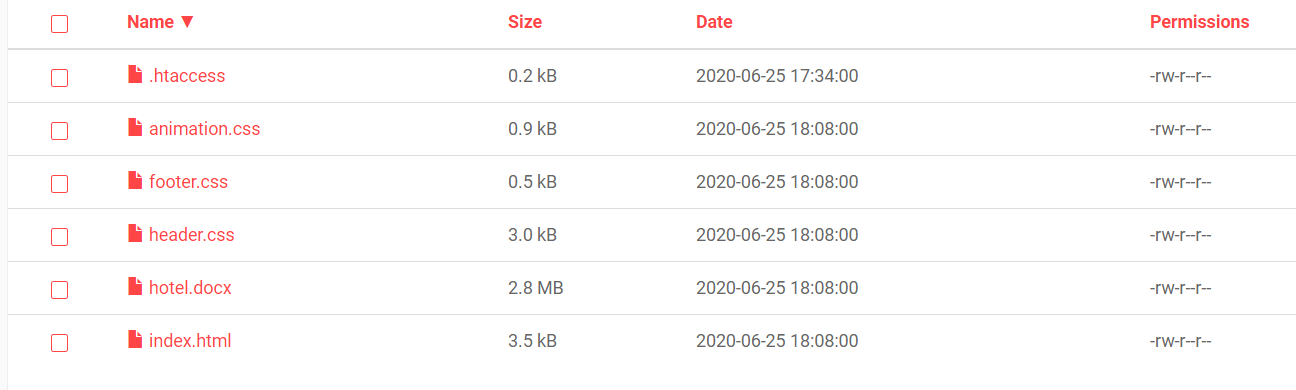 Name ▼ Size Date Permissions
.htaccess 0.2 kB 2020-06-25 17:34:00 -rw-r--r--
animation.css 0.9 kB 2020-06-25 18:08:00 -rw-r--r--
footer.css 0.5 kB 2020-06-25 18:08:00 -rw-r--r--
header.css 3.0 kB 2020-06-25 18:08:00 -rw-r--r--
hotel.docx 2.8 MB 2020-06-25 18:08:00 -rw-r--r--
index.html 3.5 kB 2020-06-25 18:08:00 -rw-r--r--